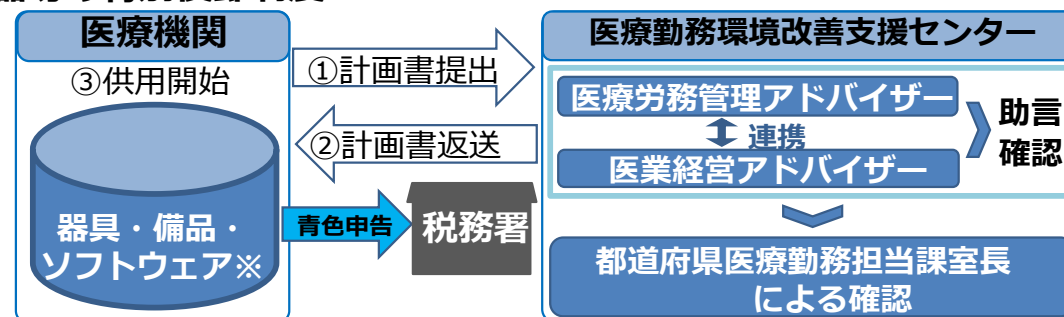 医療機関
③供用開始
器具・備品・
ソフトウェア※
①計画書提出
②計画書返送
青色申告
税務署
医療勤務環境改善支援センター
医療労務管理アドバイザー
連携
医業経営アドバイザー
助言
確認
都道府県医療勤務担当課室長
による確認